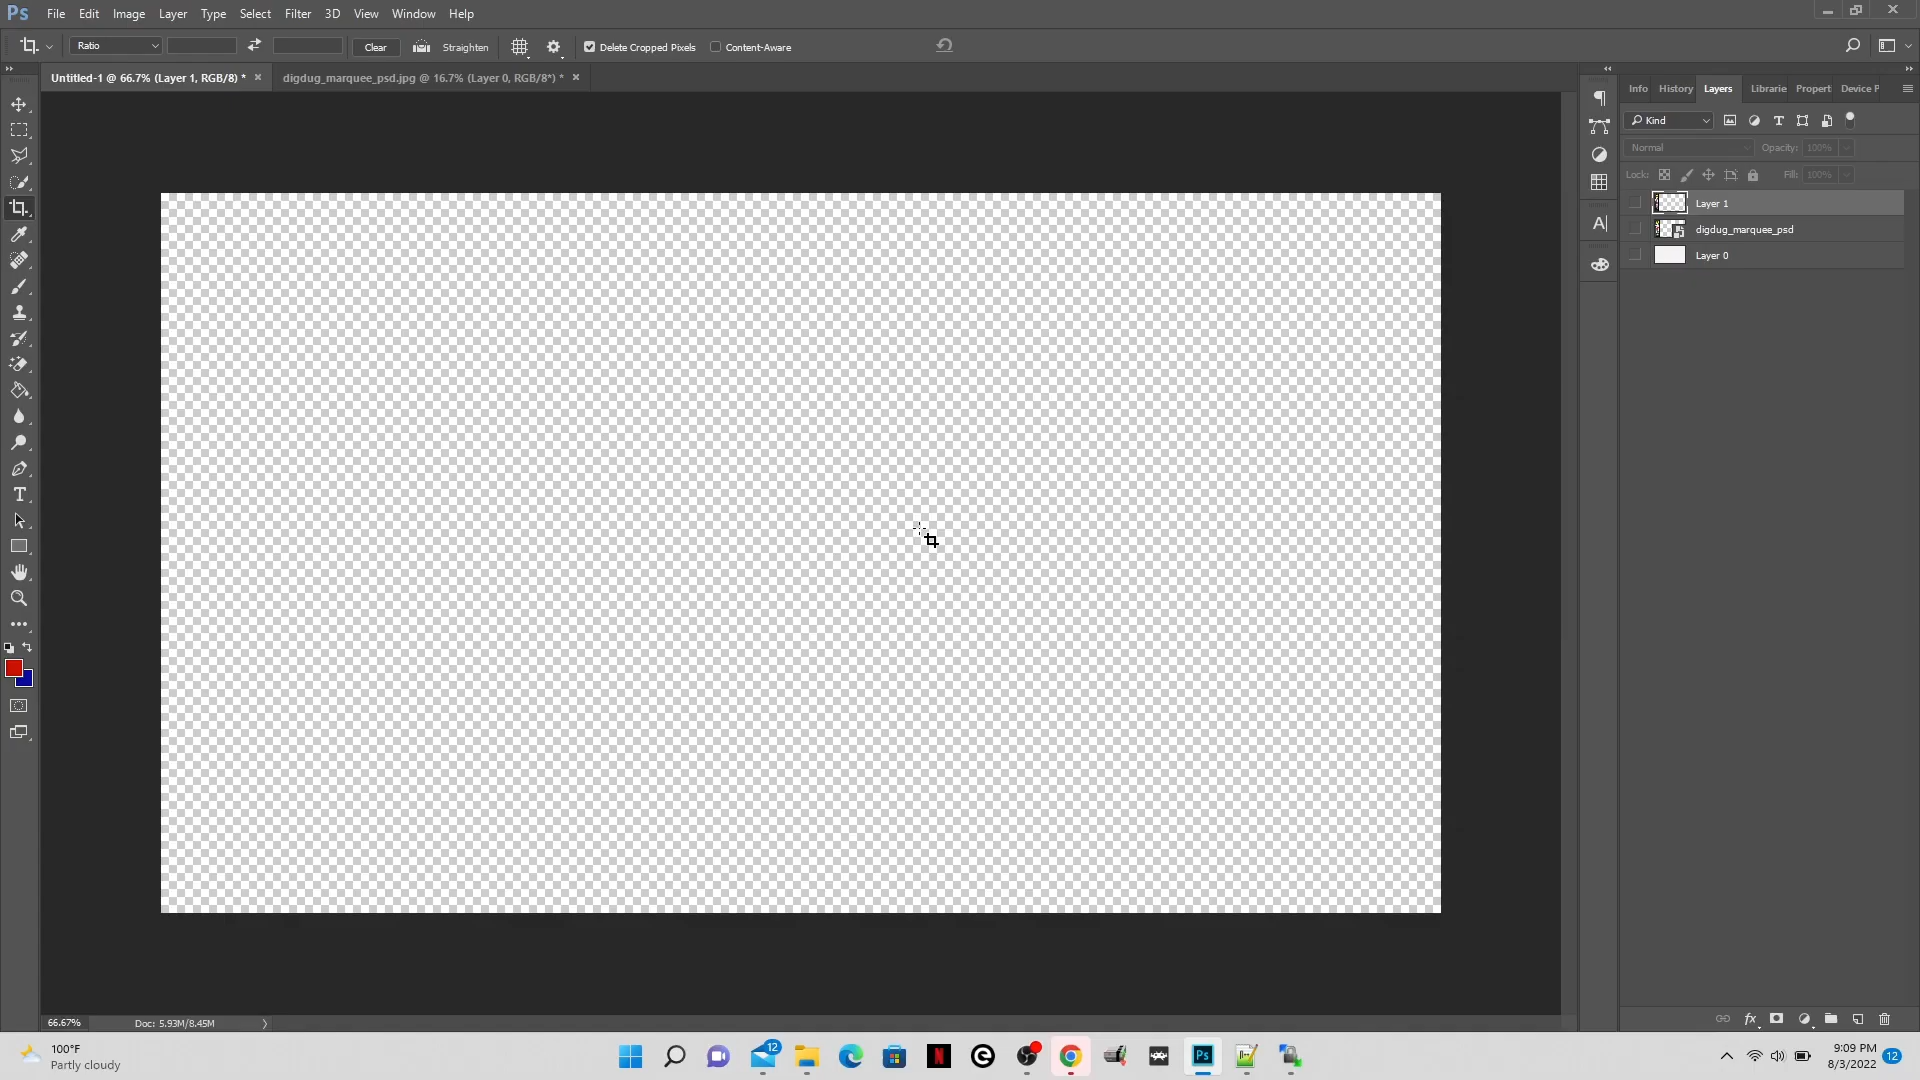 Ps File Edit Image Layer Type Select Filter 3D View Window Help
Ratio Clear Straighten Delete Cropped Pixels Content-Aware
Untitled-1 @ 66.7% (Layer 1, RGB/8) * × digdug_marquee_psd.jpg @ 16.7% (Layer 0, RGB/8*) * ×
Info History Layers Librarie Propert Device P
Kind
Normal Opacity: 100%
Lock: Fill: 100%
Layer 1
digdug_marquee_psd
Layer 0
66.67% Doc: 5.93M/8.45M
100°F
Partly cloudy
12
N
Ps
9:09 PM
8/3/2022
12